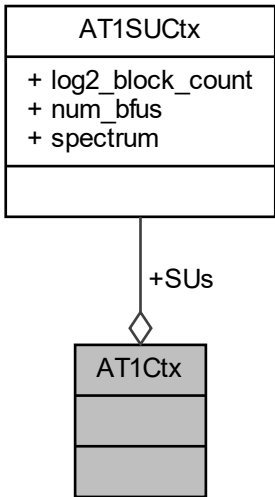 AT1SUCtx
+ log2_block_count
+ num_bfus
+ spectrum
+SUs
AT1Ctx